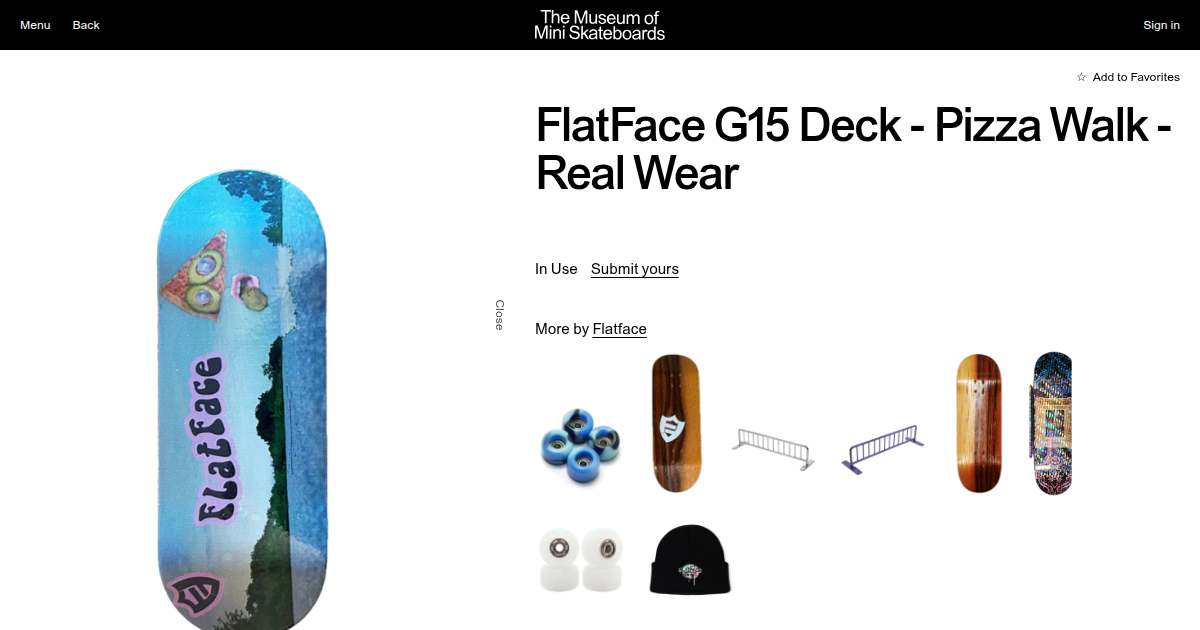 Menu
Back
The Museum of
Mini Skateboards
Sign in
☆ Add to Favorites
FlatFace G15 Deck - Pizza Walk -
Real Wear
In Use Submit yours
Close
More by Flatface
FlatFace